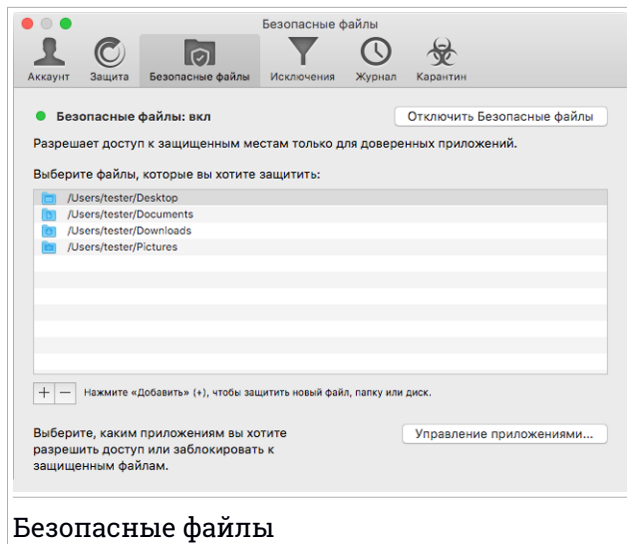 Безопасные файлы
Аккаунт Защита Безопасные файлы Исключения Журнал Карантин
Безопасные файлы: вкл
Отключить Безопасные файлы
Разрешает доступ к защищенным местам только для доверенных приложений.
Выберите файлы, которые вы хотите защитить:
/Users/tester/Desktop
/Users/tester/Documents
/Users/tester/Downloads
/Users/tester/Pictures
+ − Нажмите «Добавить» (+), чтобы защитить новый файл, папку или диск.
Выберите, каким приложениям вы хотите
разрешить доступ или заблокировать к
защищенным файлам.
Управление приложениями...
Безопасные файлы